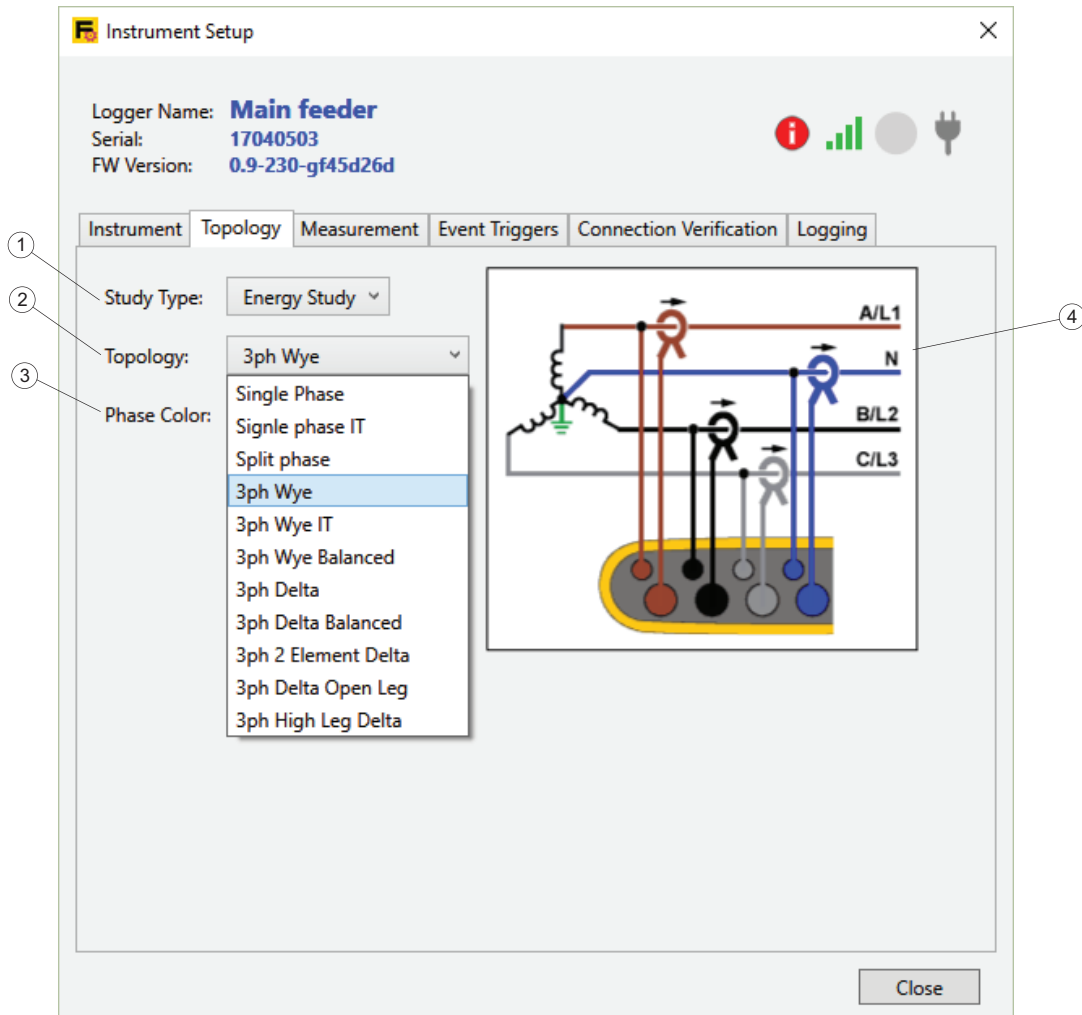 Instrument Setup
Logger Name: Main feeder
Serial: 17040503
FW Version: 0.9-230-gf45d26d
Instrument Topology Measurement Event Triggers Connection Verification Logging
1
Study Type: Energy Study
2
Topology: 3ph Wye
3
Phase Color:
Single Phase
Signle phase IT
Split phase
3ph Wye
3ph Wye IT
3ph Wye Balanced
3ph Delta
3ph Delta Balanced
3ph 2 Element Delta
3ph Delta Open Leg
3ph High Leg Delta
A/L1
N
B/L2
C/L3
4
Close